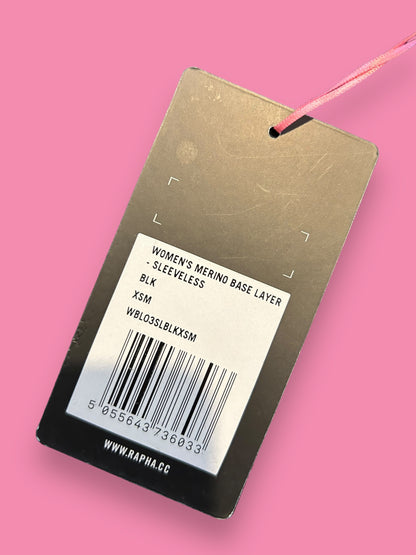 WOMEN'S MERINO BASE LAYER
- SLEEVELESS
BLK
XSM
WBL03SLBLKXSM
5 055643 736033
WWW.RAPHA.CC